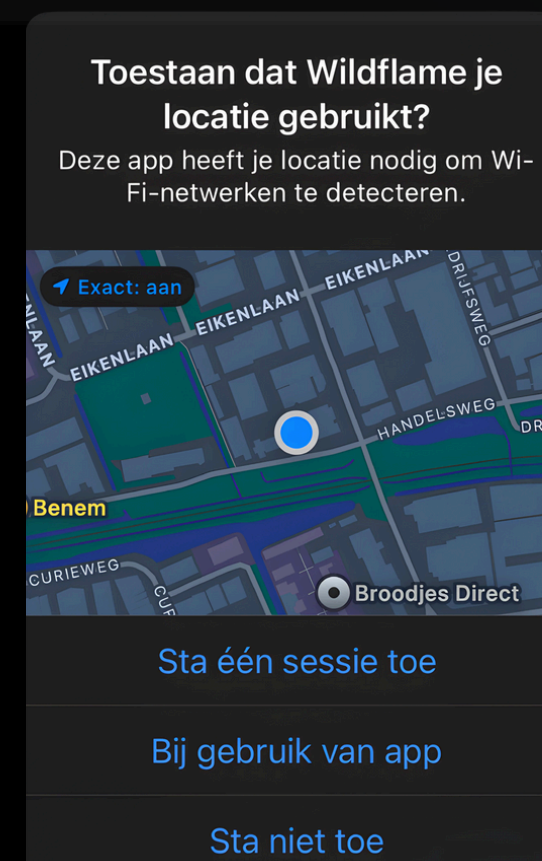 Toestaan dat Wildflame je
locatie gebruikt?
Deze app heeft je locatie nodig om Wi-
Fi-netwerken te detecteren.
Exact: aan
EIKENLAAN
EIKENLAAN
EIKENLAAN
HANDELSWEG
Benem
CURIEWEG
Broodjes Direct
Sta één sessie toe
Bij gebruik van app
Sta niet toe